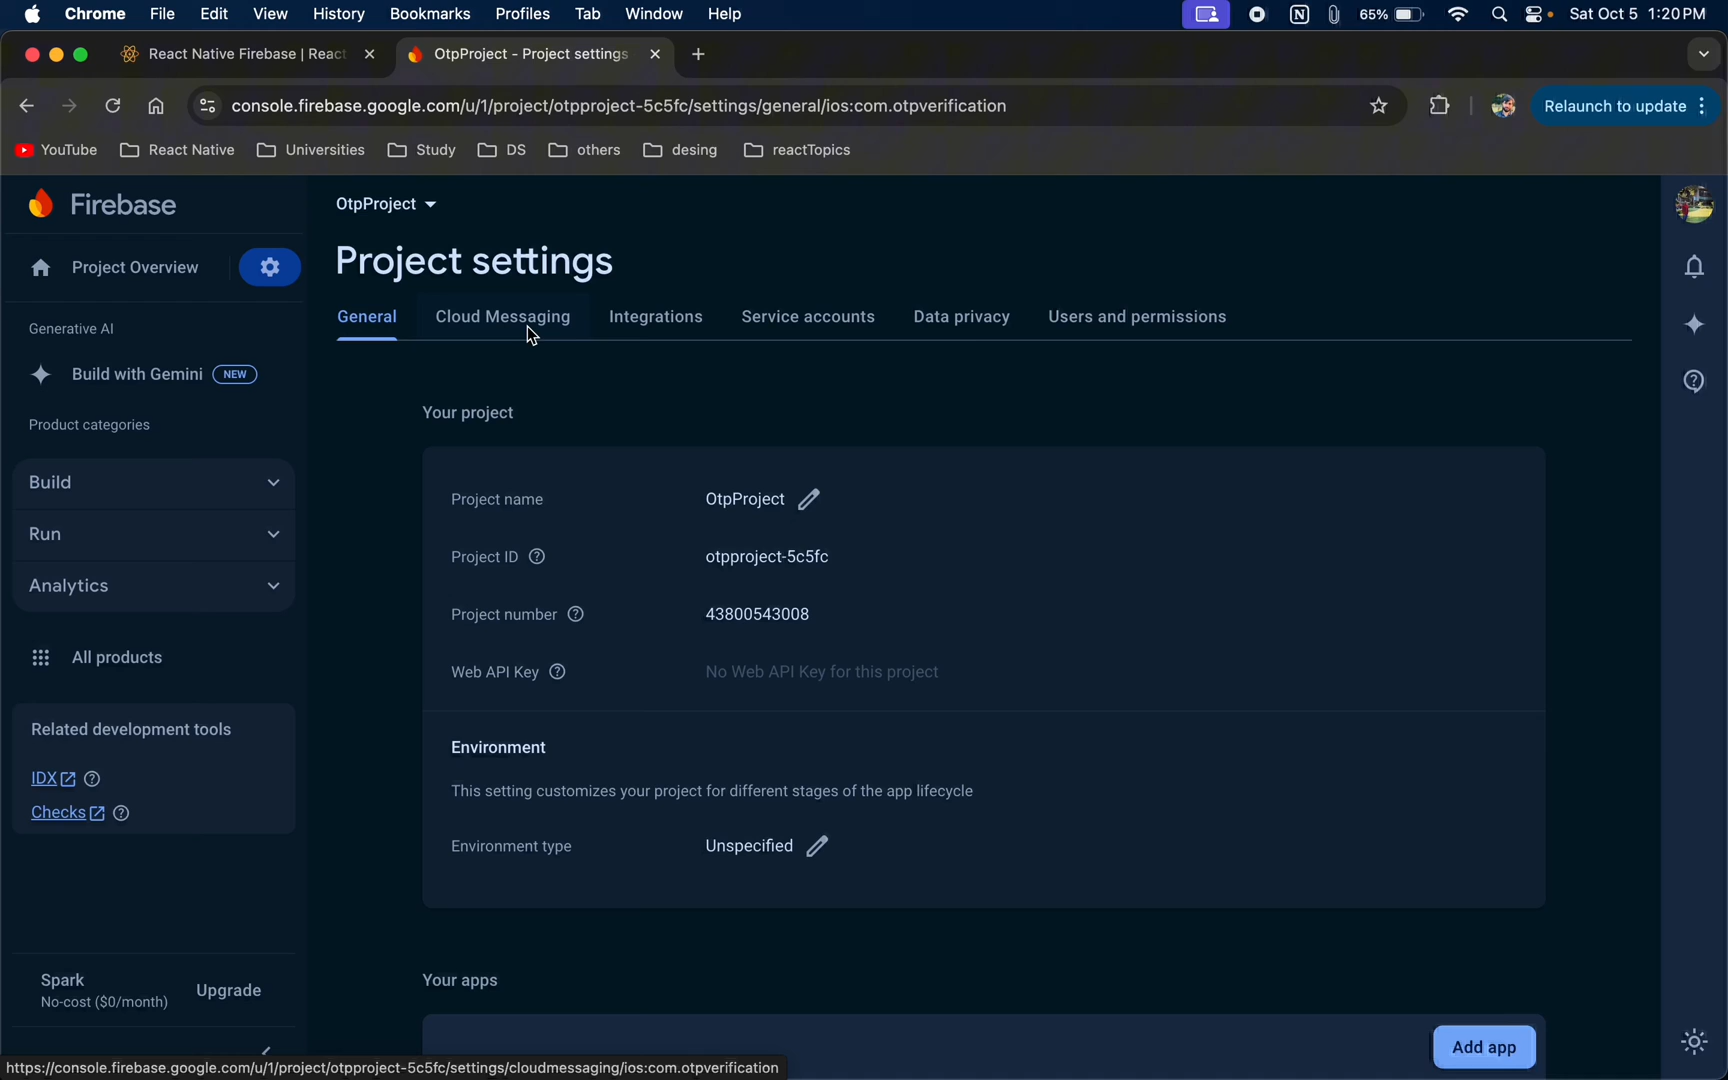 Chrome File Edit View History Bookmarks Profiles Tab Window Help 65% Sat Oct 5 1:20 PM
React Native Firebase | React OtpProject - Project settings
console.firebase.google.com/u/1/project/otpproject-5c5fc/settings/general/ios:com.otpverification Relaunch to update
YouTube React Native Universities Study DS others desing reactTopics
Firebase
OtpProject
Project Overview
Project settings
General Cloud Messaging Integrations Service accounts Data privacy Users and permissions
Generative AI
Build with Gemini NEW
Product categories
Build
Run
Analytics
All products
Related development tools
IDX
Checks
Spark
No-cost ($0/month)
Upgrade
Your project
Project name OtpProject
Project ID otpproject-5c5fc
Project number 43800543008
Web API Key No Web API Key for this project
Environment
This setting customizes your project for different stages of the app lifecycle
Environment type Unspecified
Your apps
Add app
https://console.firebase.google.com/u/1/project/otpproject-5c5fc/settings/cloudmessaging/ios:com.otpverification